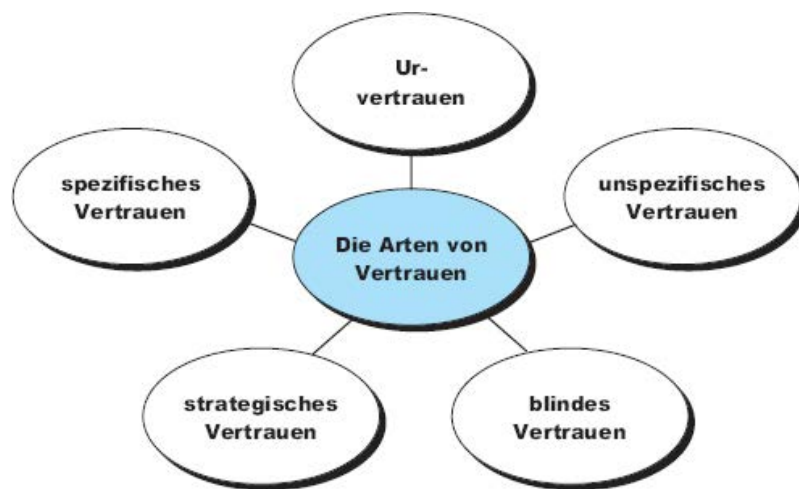 Ur-
vertrauen
spezifisches
Vertrauen
unspezifisches
Vertrauen
Die Arten von
Vertrauen
strategisches
Vertrauen
blindes
Vertrauen